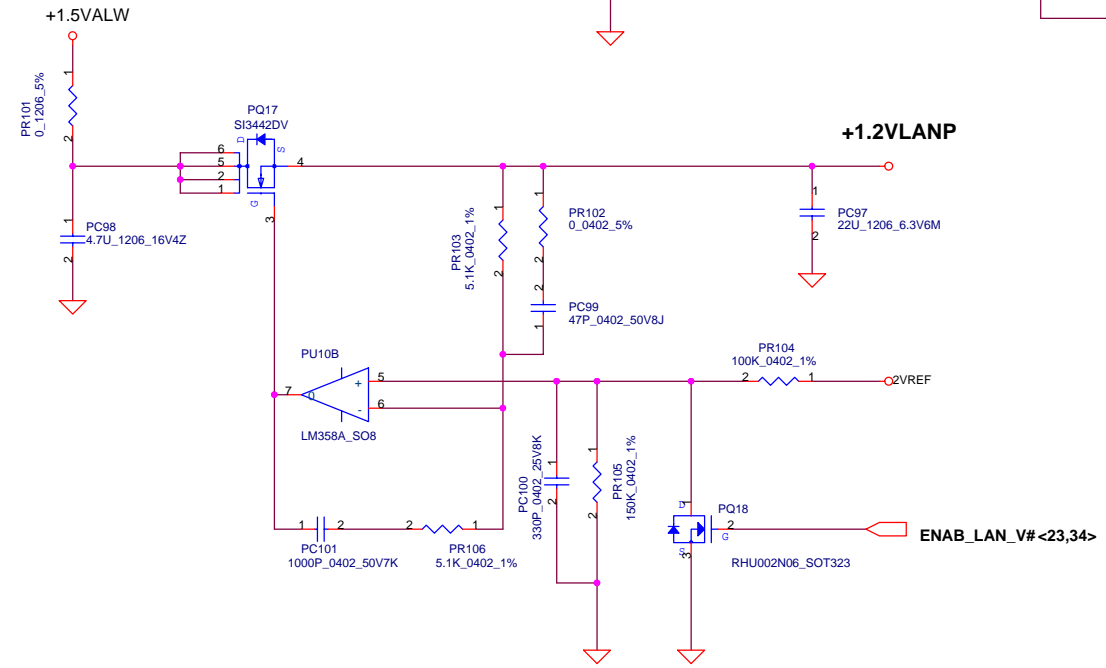 +1.5VALW
1
PR101
0_1206_5%
2
PQ17
SI3442DV
D
S
6
5
2
1
4
G
3
+1.2VLANP
1
PC98
4.7U_1206_16V4Z
2
1
PR103
5.1K_0402_1%
2
1
PR102
0_0402_5%
2
2
PC99
47P_0402_50V8J
1
1
PC97
22U_1206_6.3V6M
2
PU10B
7
0
+
-
5
6
LM358A_SO8
PR104
100K_0402_1%
2
1
2VREF
1
PC100
330P_0402_25V8K
2
1
PR105
150K_0402_1%
2
D
1
PQ18
2
G
S
3
RHU002N06_SOT323
ENAB_LAN_V# <23,34>
1
2
PC101
1000P_0402_50V7K
2
1
PR106
5.1K_0402_1%